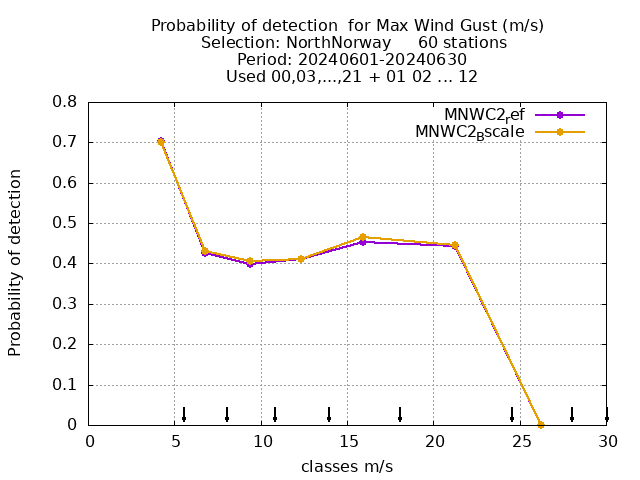 Probability of detection  for Max Wind Gust (m/s)
Selection: NorthNorway     60 stations
Period: 20240601-20240630
Used 00,03,...,21 + 01 02 ... 12
MNWC2ref
MNWC2Bscale
Probability of detection
0.8
0.7
0.6
0.5
0.4
0.3
0.2
0.1
0
0 5 10 15 20 25 30
classes m/s